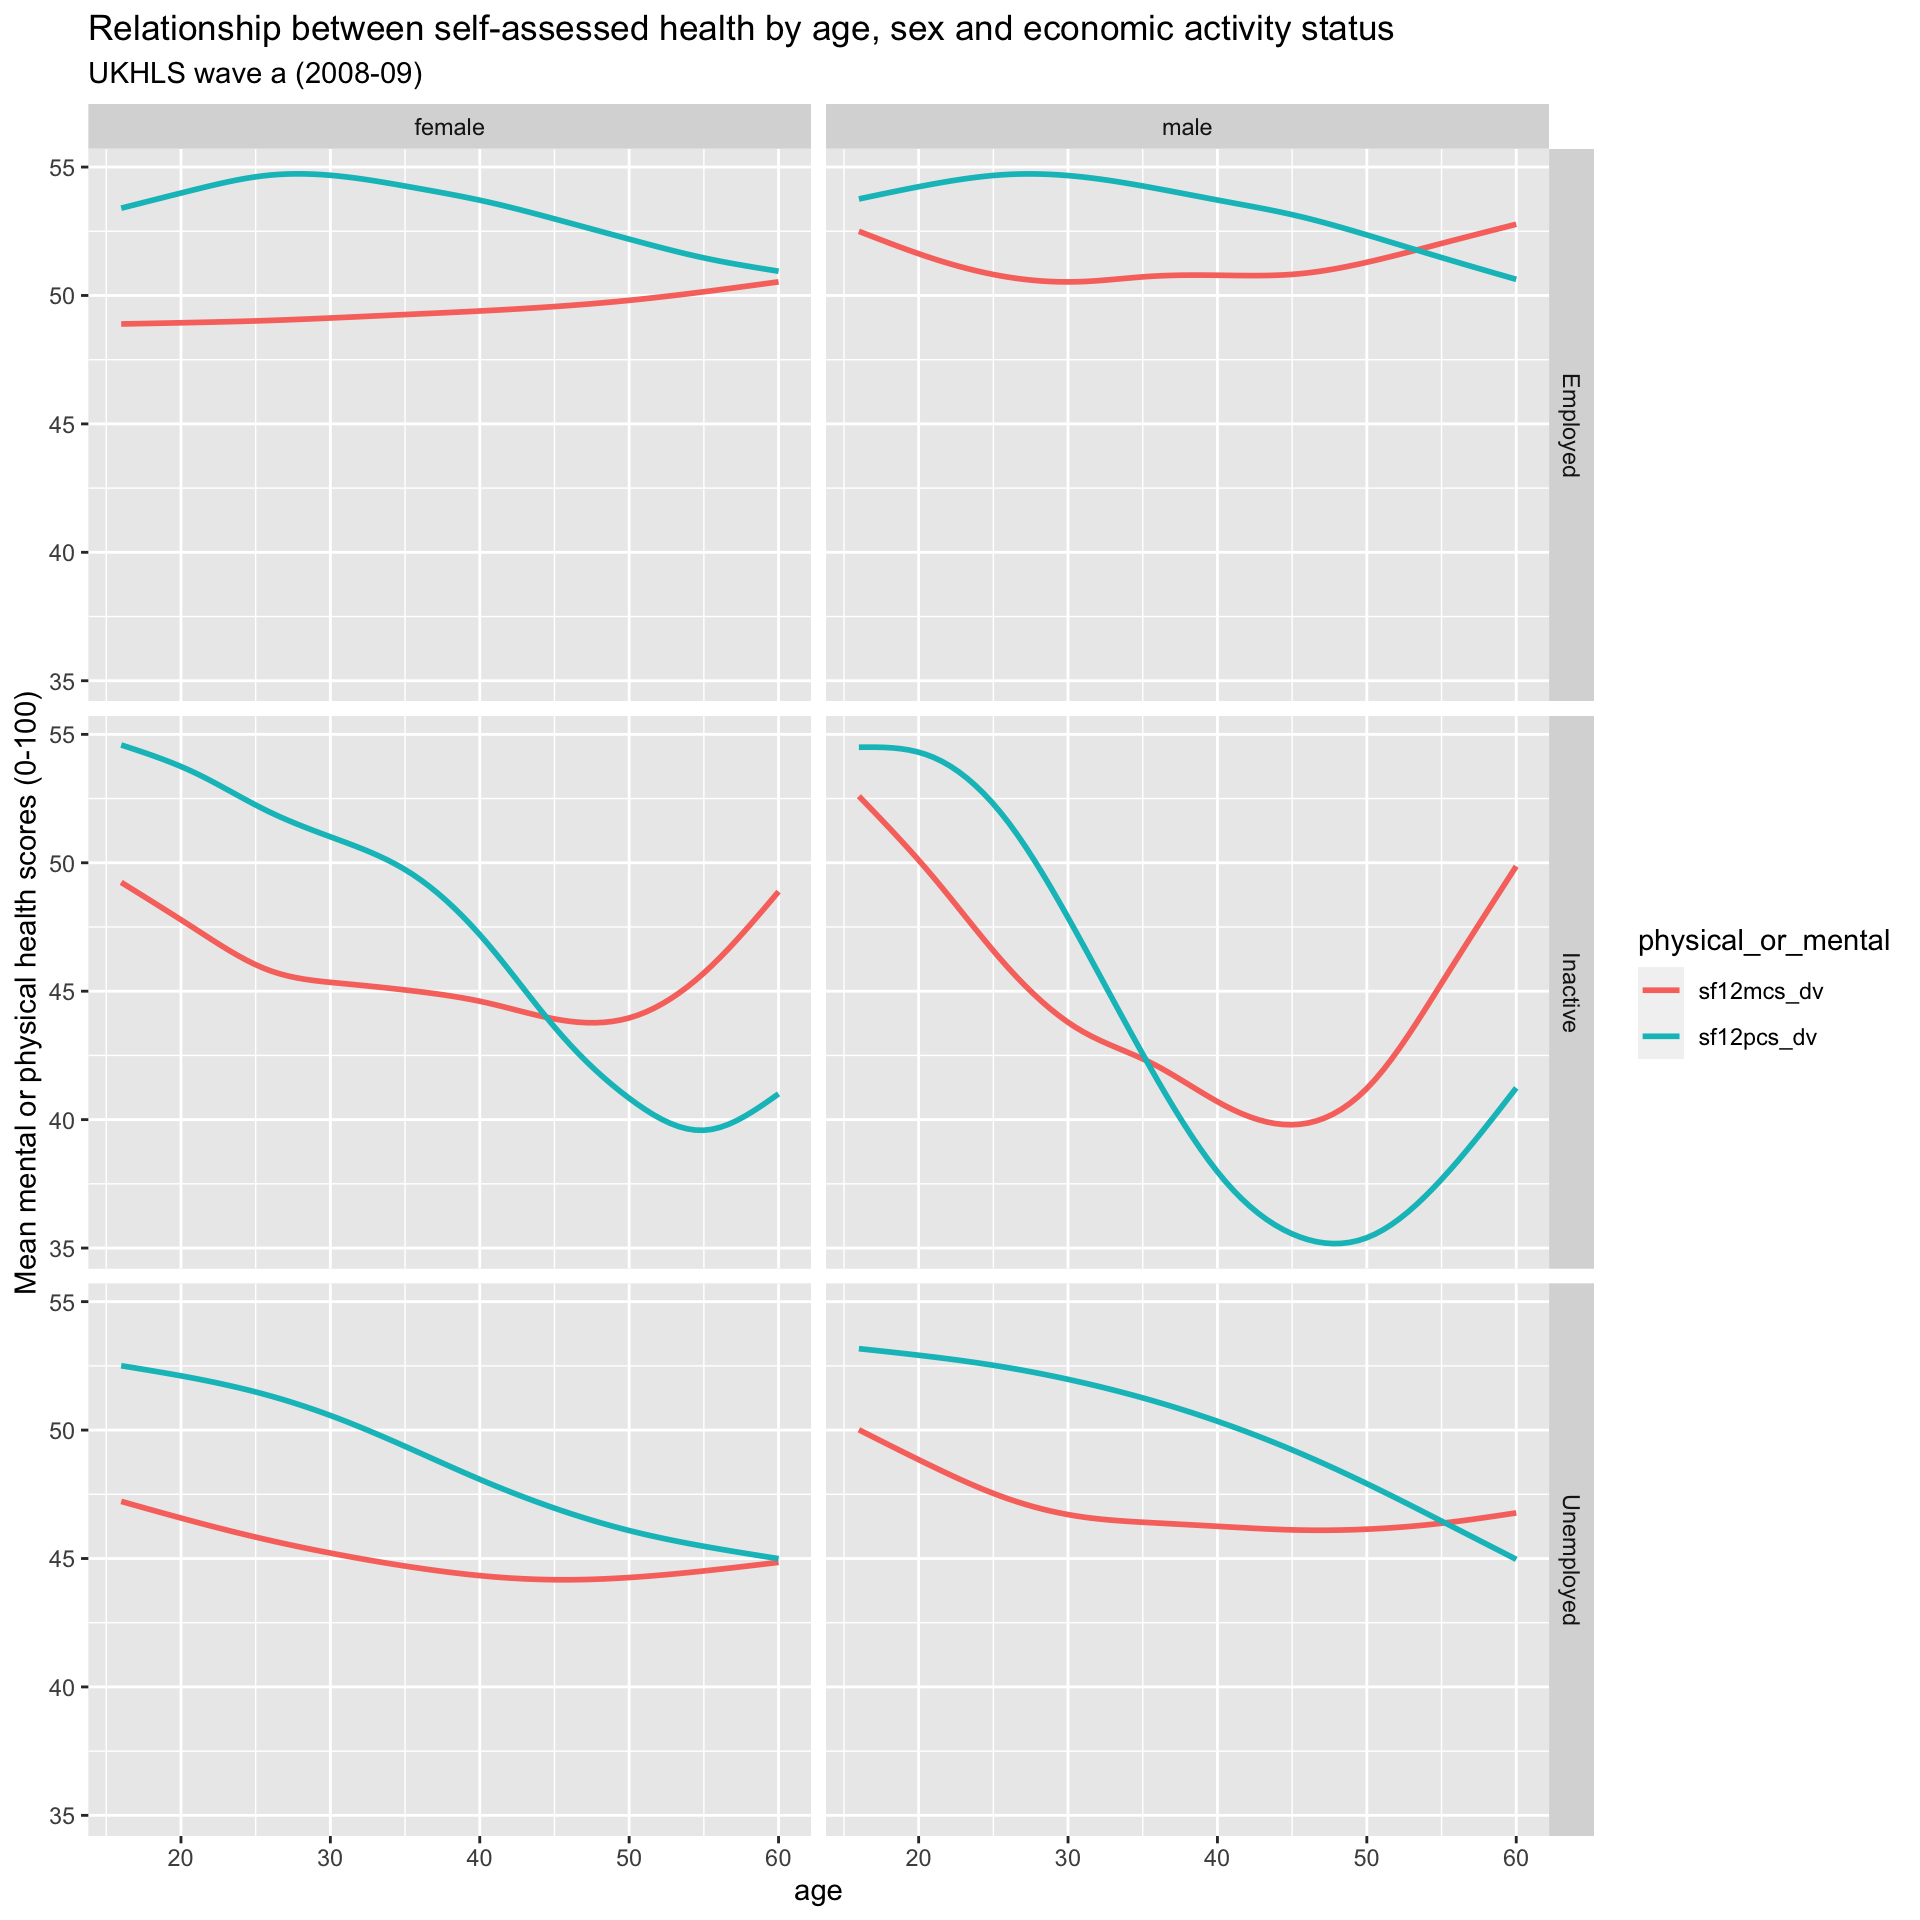 Relationship between self-assessed health by age, sex and economic activity status
UKHLS wave a (2008-09)
female
male
55
50
45
40
35
Employed
55
50
45
40
35
Inactive
55
50
45
40
35
Unemployed
Mean mental or physical health scores (0-100)
20 30 40 50 60
20 30 40 50 60
age
physical_or_mental
sf12mcs_dv
sf12pcs_dv